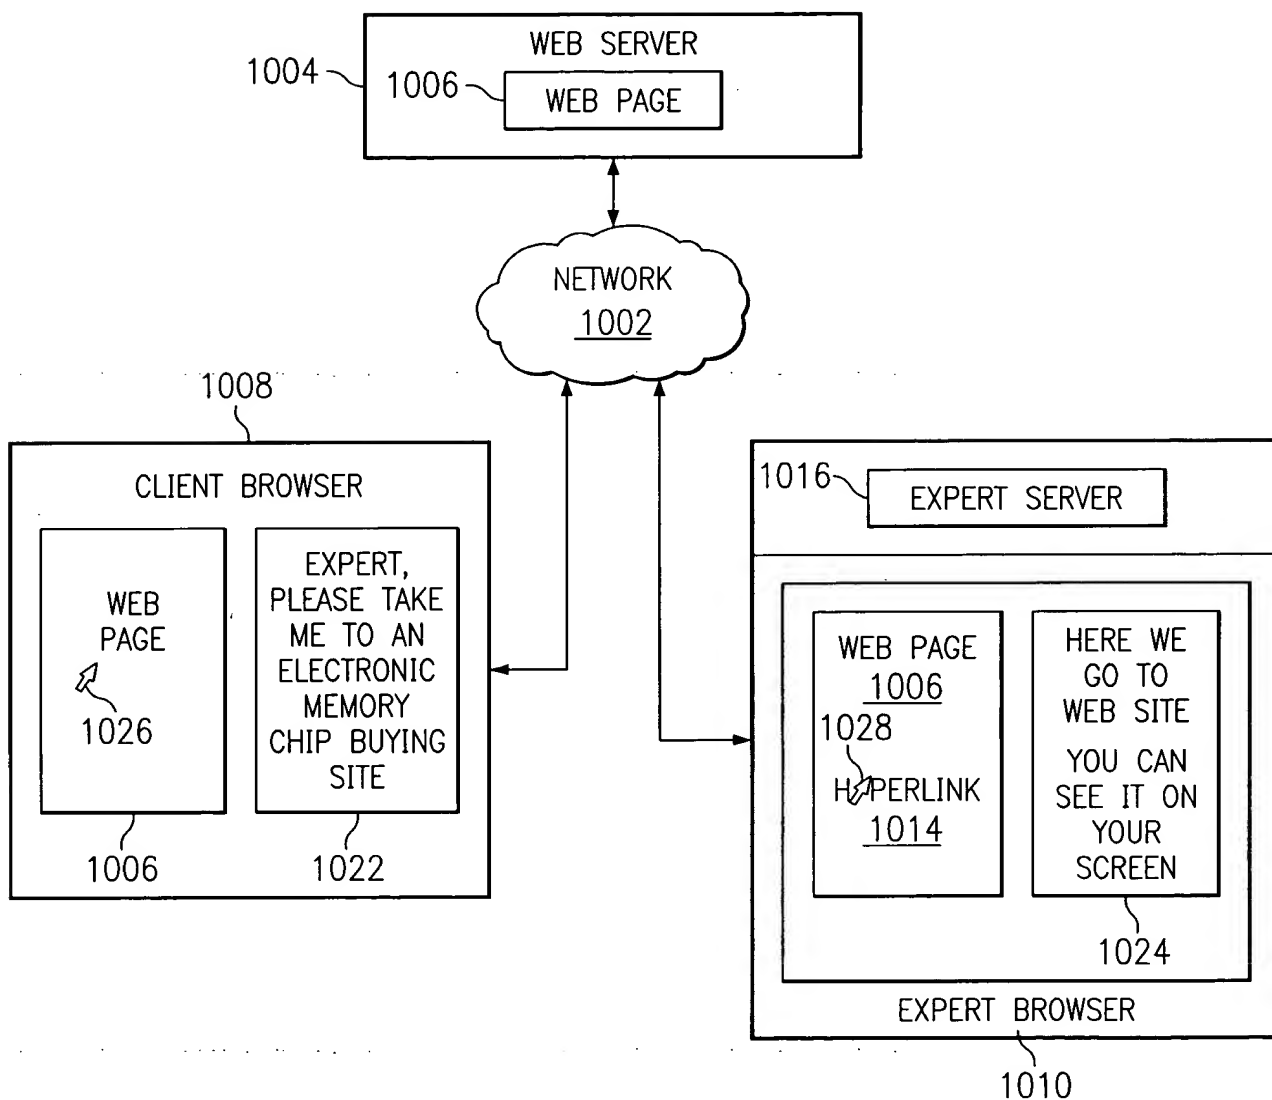 WEB SERVER
1004
1006
WEB PAGE
NETWORK
1002
1008
CLIENT BROWSER
WEB
PAGE
1026
1006
EXPERT,
PLEASE TAKE
ME TO AN
ELECTRONIC
MEMORY
CHIP BUYING
SITE
1022
1016
EXPERT SERVER
WEB PAGE
1006
1028
HYPERLINK
1014
HERE WE
GO TO
WEB SITE
YOU CAN
SEE IT ON
YOUR
SCREEN
1024
EXPERT BROWSER
1010